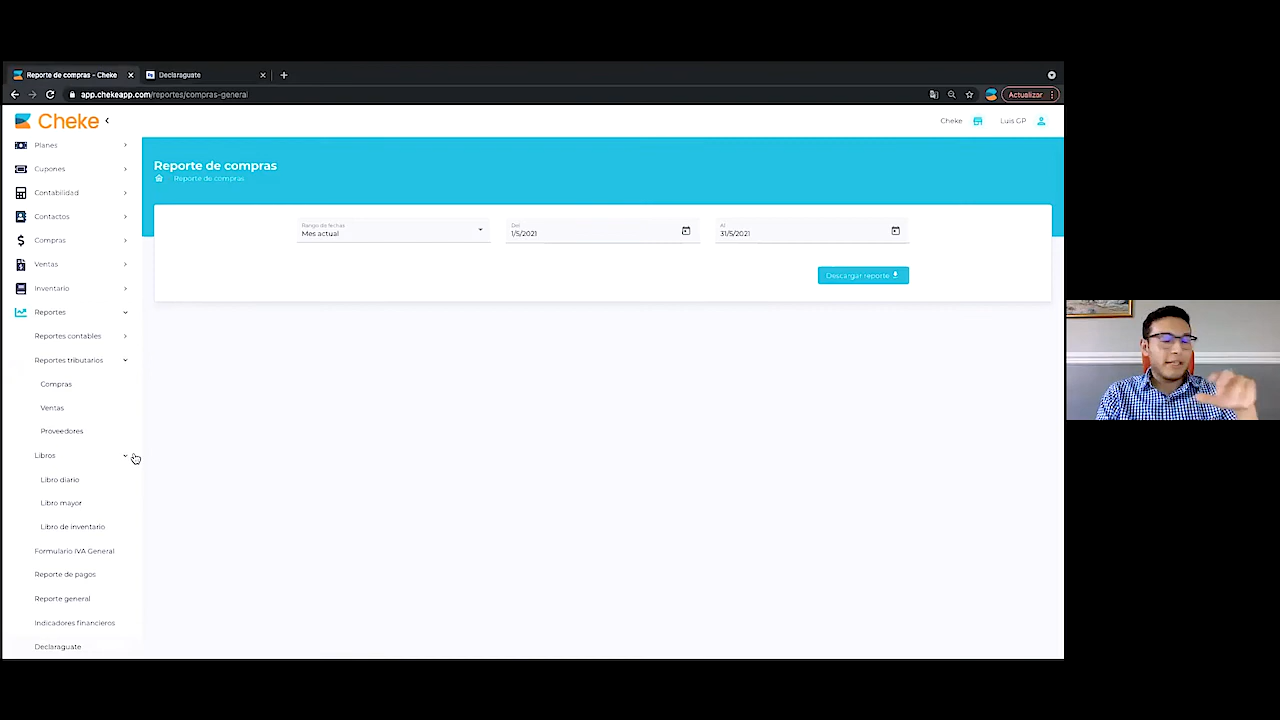 Reporte de compras - Cheke
Declaraguate
app.chekeapp.com/reportes/compras-general
Actualizar
Cheke
Cheke
Luis GP
Planes
Cupones
Contabilidad
Contactos
Compras
Ventas
Inventario
Reportes
Reportes contables
Reportes tributarios
Compras
Ventas
Proveedores
Libros
Libro diario
Libro mayor
Libro de inventario
Formulario IVA General
Reporte de pagos
Reporte general
Indicadores financieros
Declaraguate
Reporte de compras
Reporte de compras
Rango de fechas
Mes actual
Del
1/5/2021
Al
31/5/2021
Descargar reporte